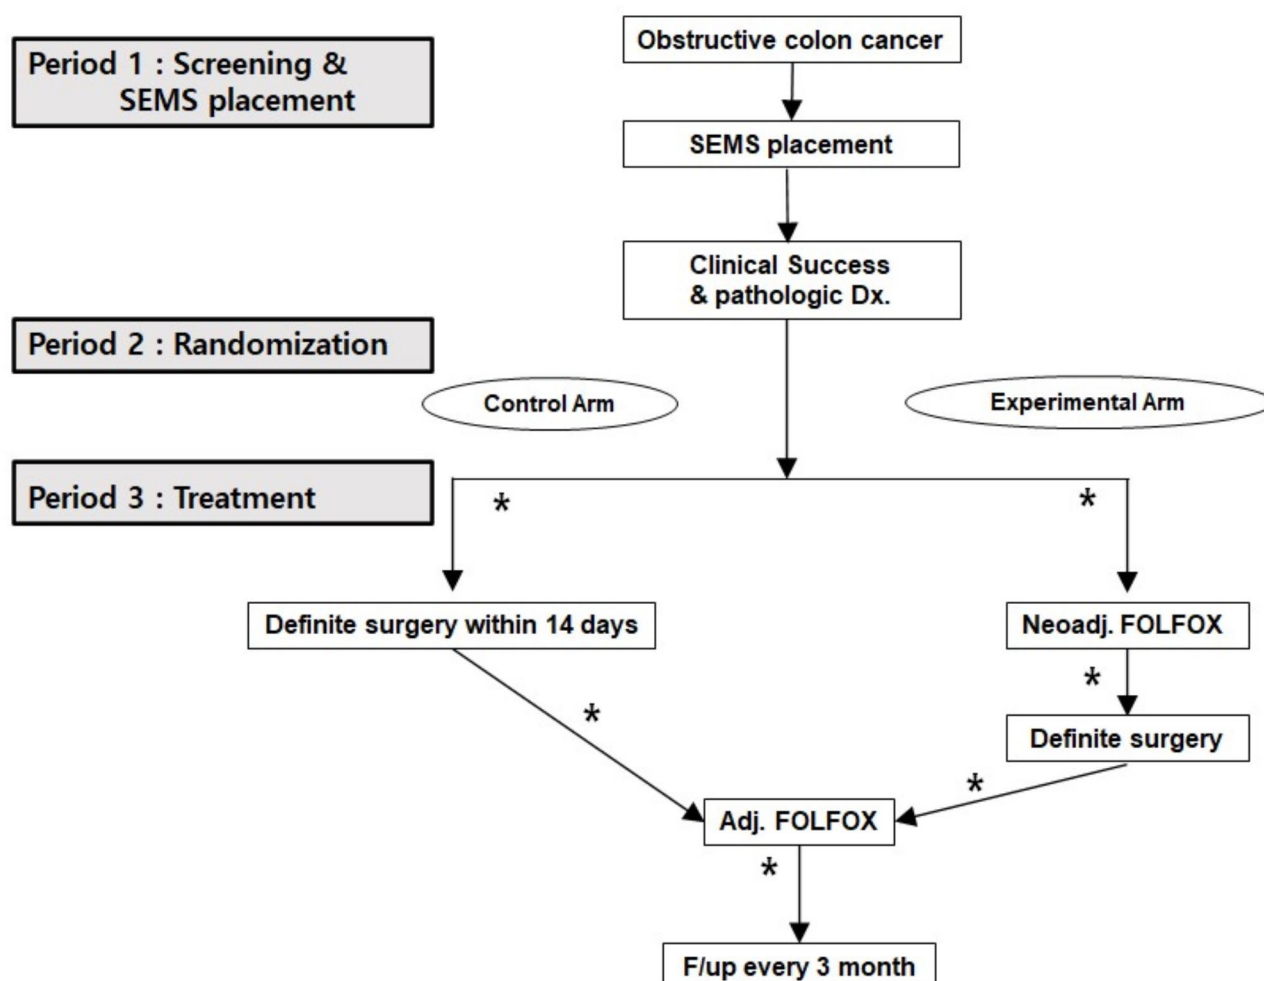 Obstructive colon cancer
Period 1 : Screening &
SEMS placement
SEMS placement
Clinical Success
& pathologic Dx.
Period 2 : Randomization
Control Arm
Experimental Arm
Period 3 : Treatment
*
*
Definite surgery within 14 days
Neoadj. FOLFOX
*
*
Definite surgery
*
Adj. FOLFOX
*
F/up every 3 month